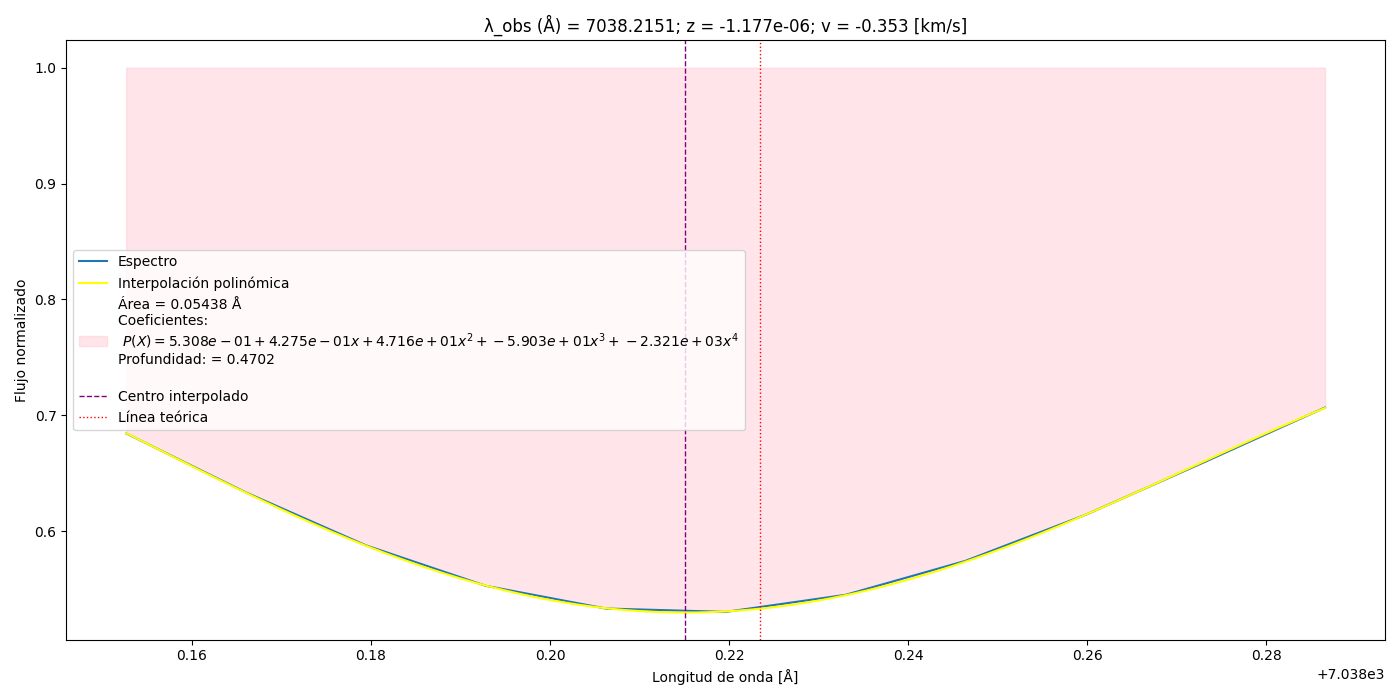 λ_obs (Å) = 7038.2151; z = -1.177e-06; v = -0.353 [km/s]
Flujo normalizado
1.0
0.9
0.8
0.7
0.6
Espectro
Interpolación polinómica
Área = 0.05438 Å
Coeficientes:
P(X) = 5.308e − 01 + 4.275e − 01x + 4.716e + 01x² + −5.903e + 01x³ + −2.321e + 03x⁴
Profundidad: = 0.4702
Centro interpolado
Línea teórica
0.16 0.18 0.20 0.22 0.24 0.26 0.28
+7.038e3
Longitud de onda [Å]